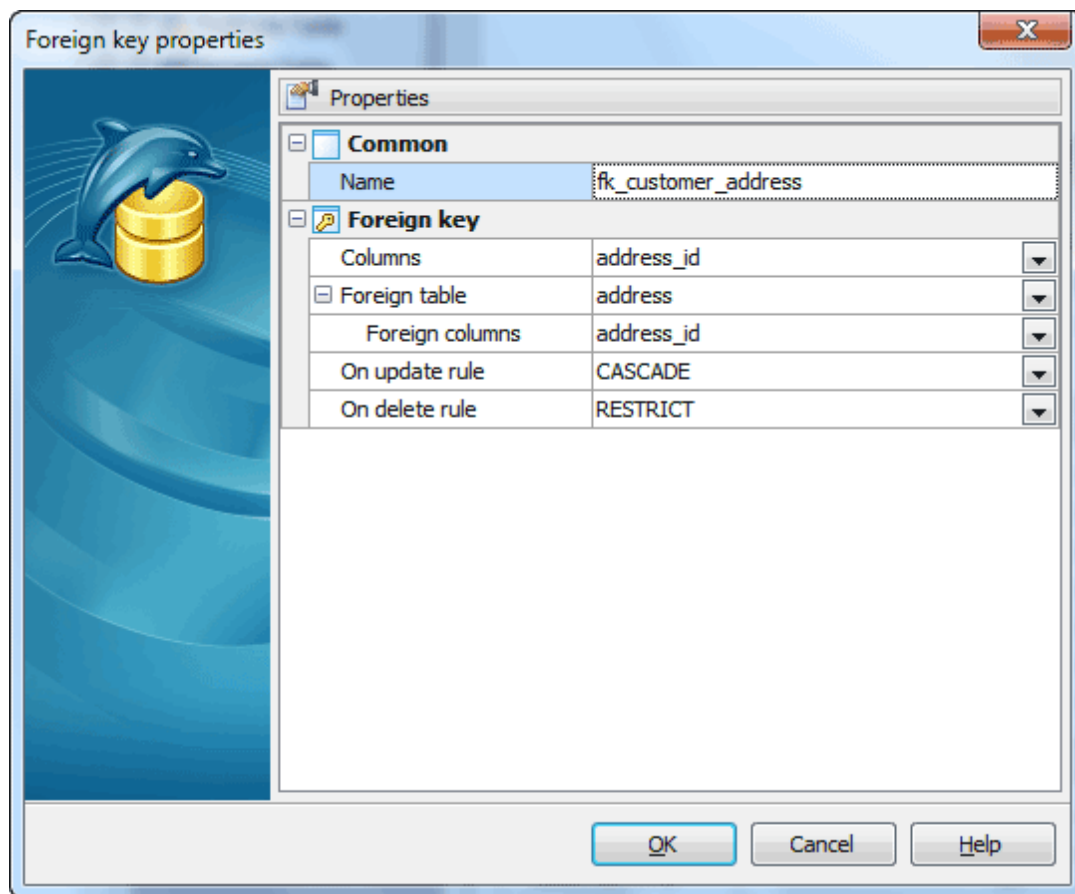 Foreign key properties
Properties
Common
Name fk_customer_address
Foreign key
Columns address_id
Foreign table address
Foreign columns address_id
On update rule CASCADE
On delete rule RESTRICT
OK Cancel Help